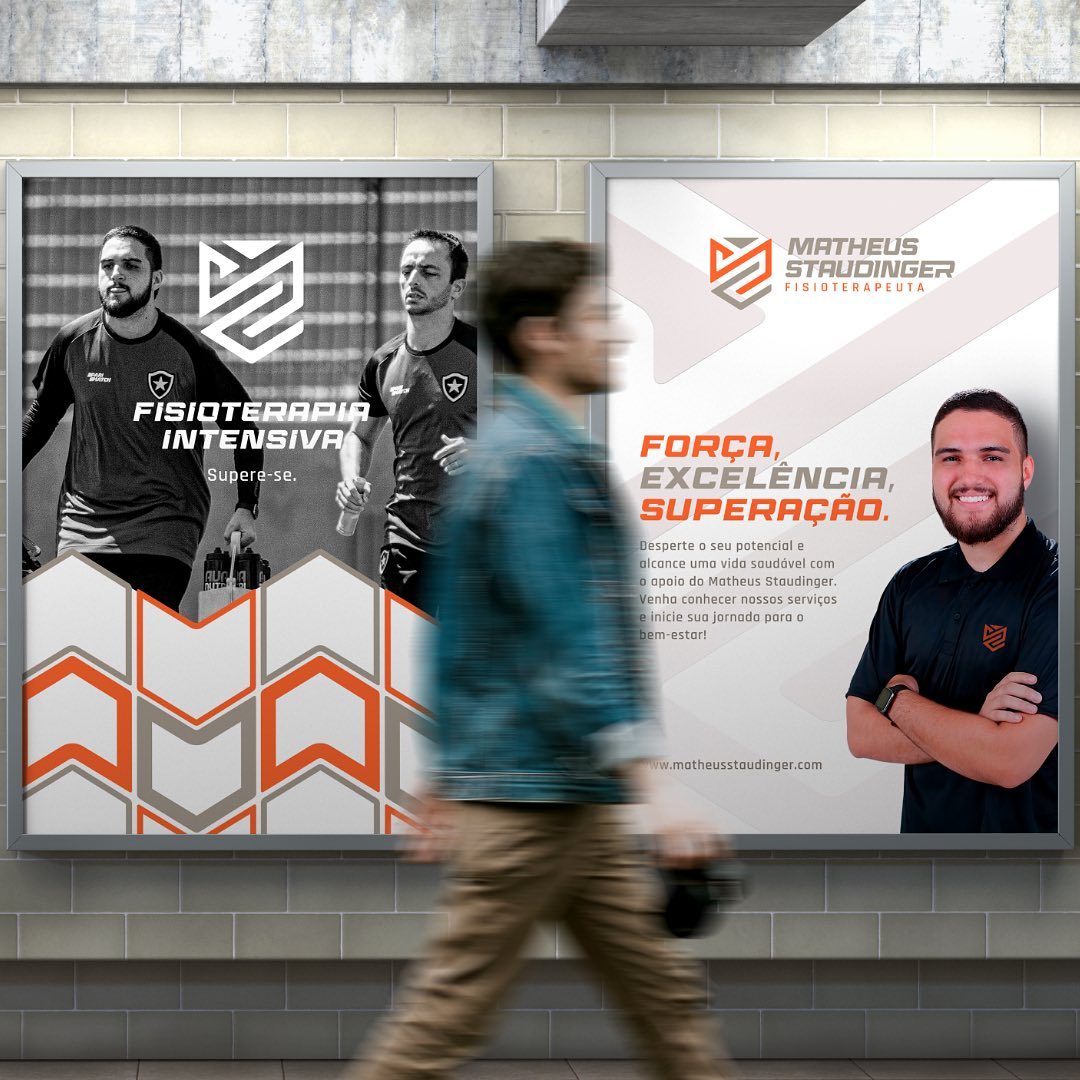 FISIOTERAPIA
INTENSIVA
Supere-se.
MATHEUS
STAUDINGER
FISIOTERAPEUTA
FORÇA,
EXCELÊNCIA,
SUPERAÇÃO.
Desperte o seu potencial e
alcance uma vida saudável com
o apoio do Matheus Staudinger.
Venha conhecer nossos serviços
e inicie sua jornada para o
bem-estar!
www.matheusstaudinger.com